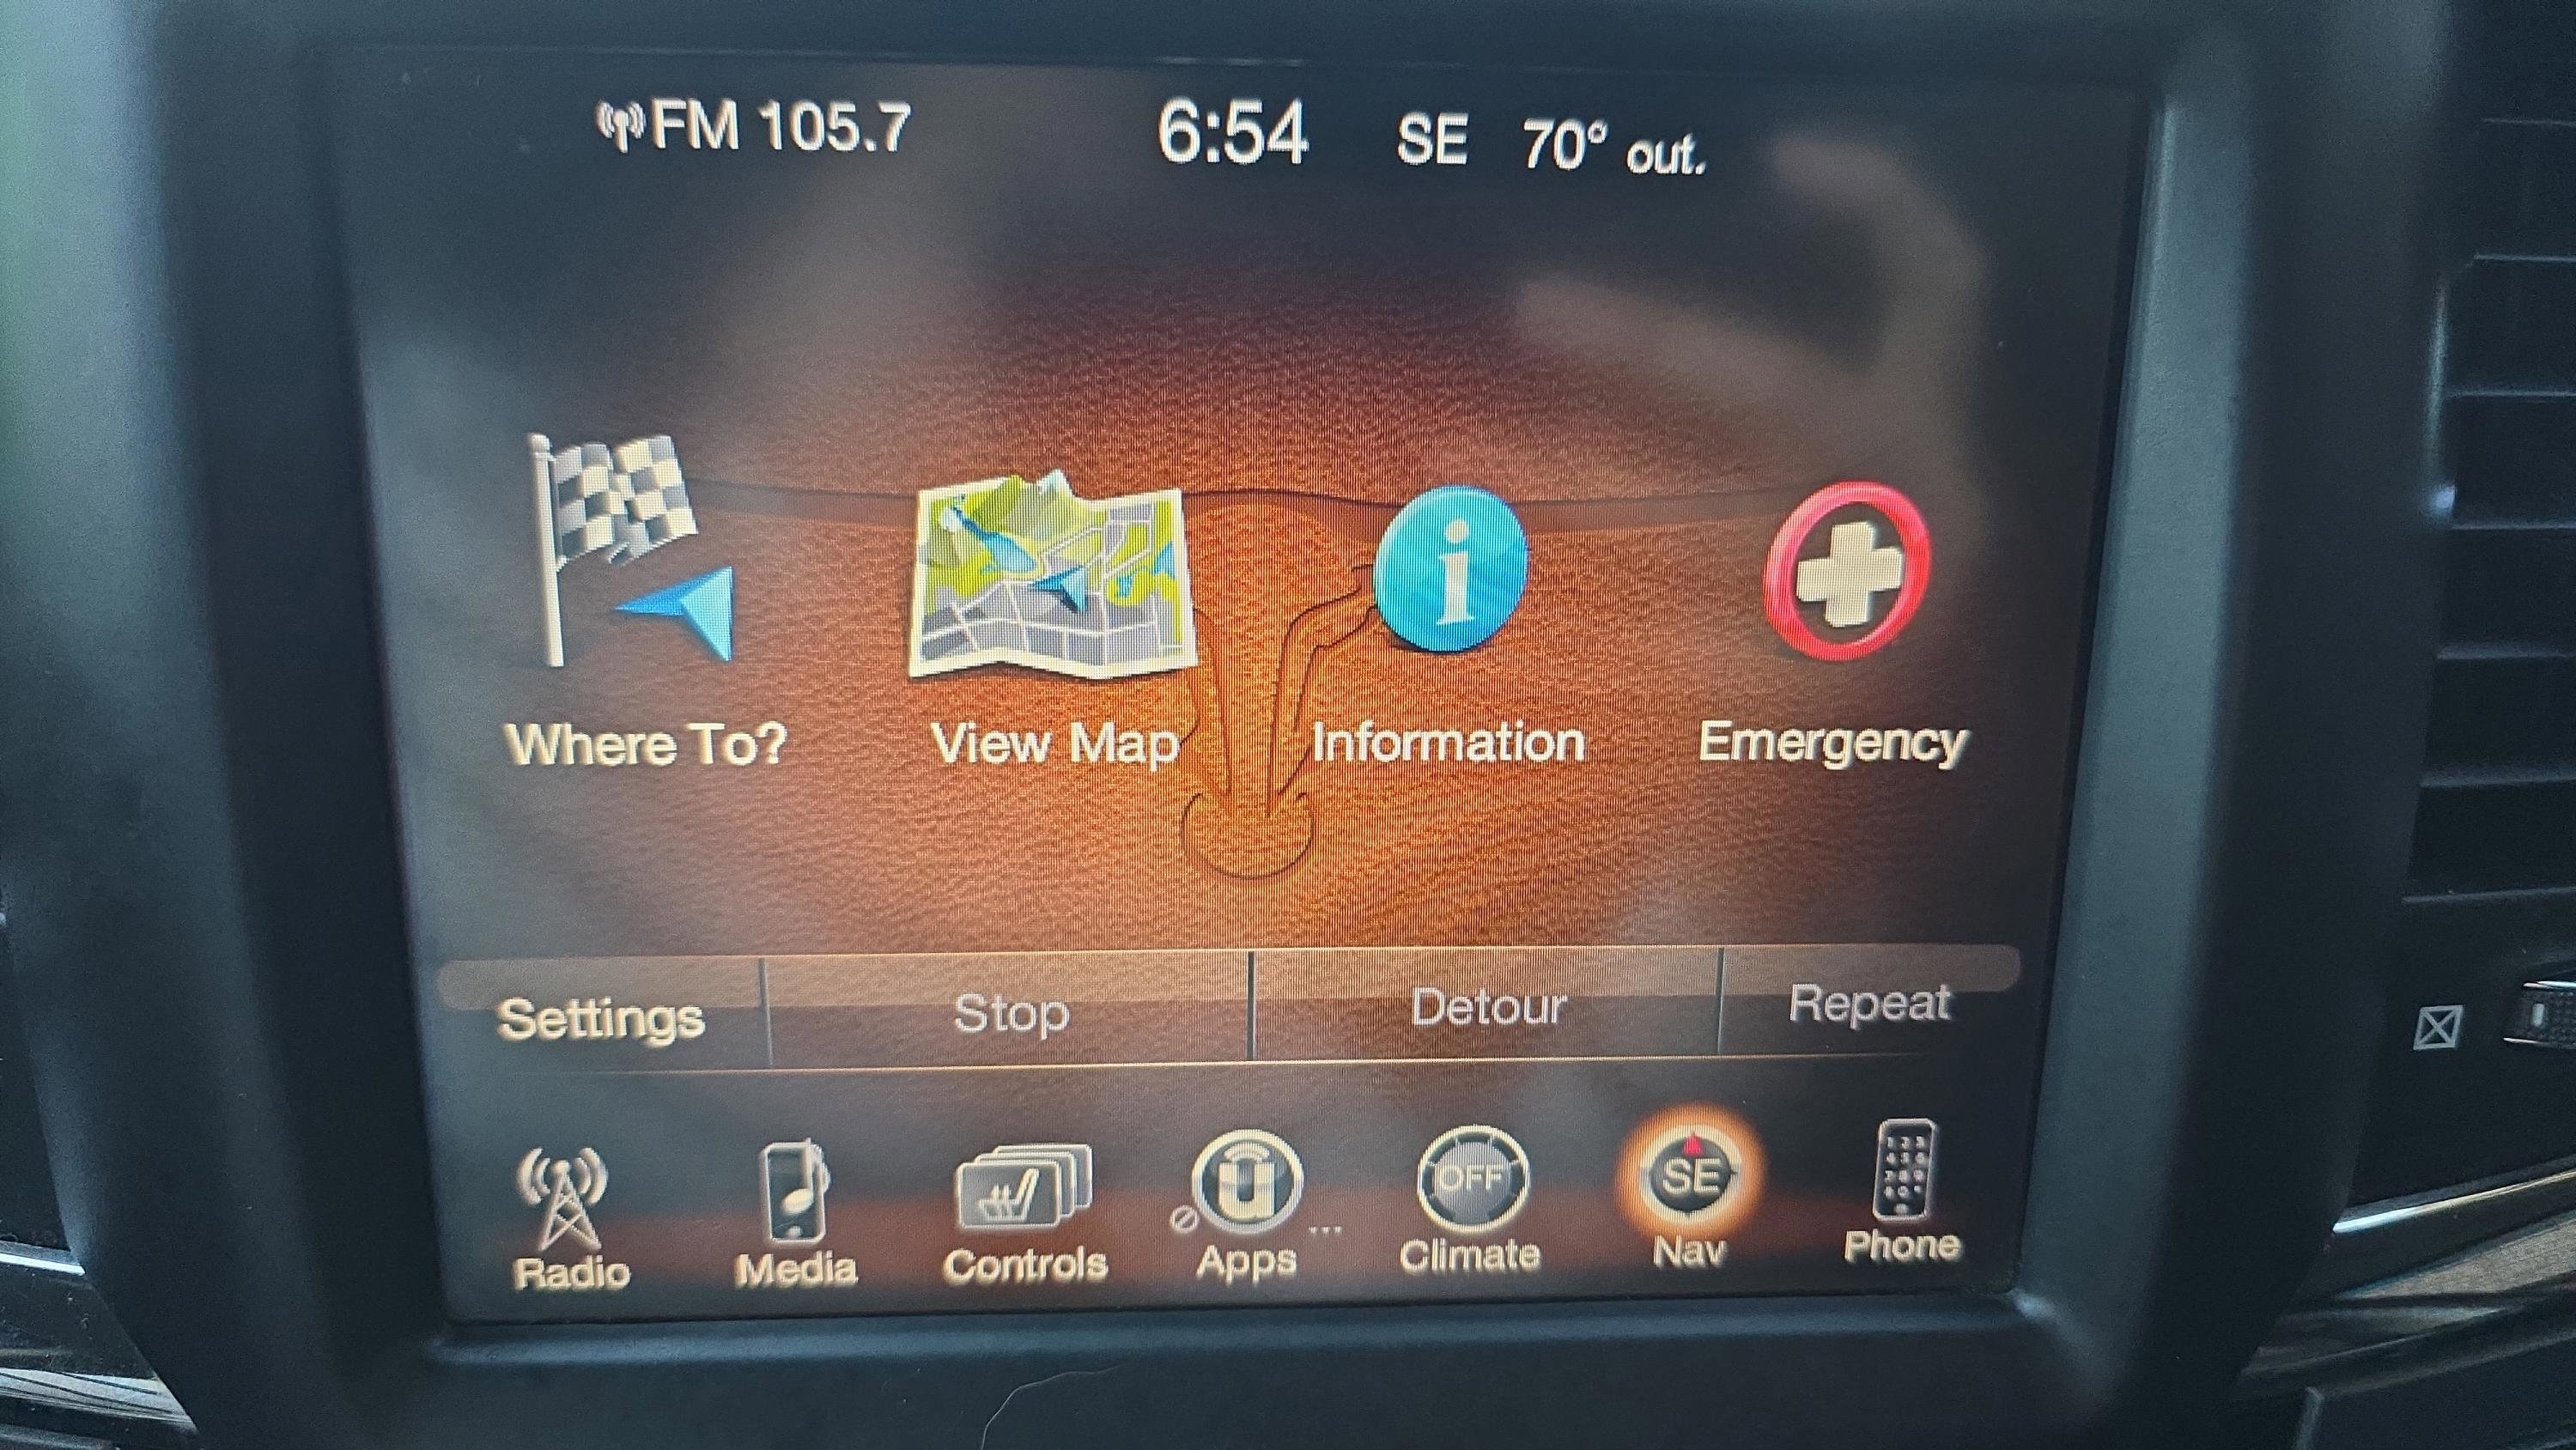 FM 105.7 6:54 SE 70° out.
Where To? View Map Information Emergency
Settings Stop Detour Repeat
OFF SE
Radio Media Controls Apps ... Climate Nav Phone